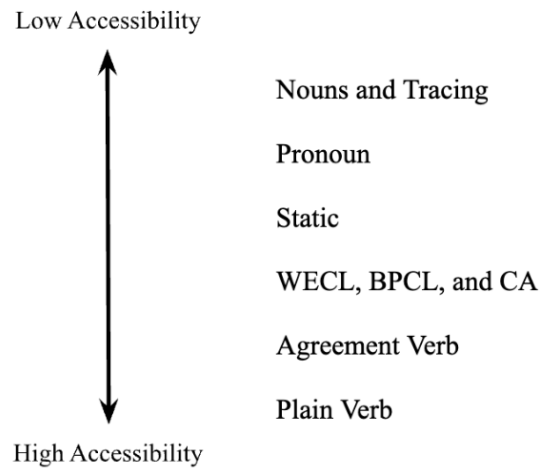 Low Accessibility
Nouns and Tracing
Pronoun
Static
WECL, BPCL, and CA
Agreement Verb
Plain Verb
High Accessibility